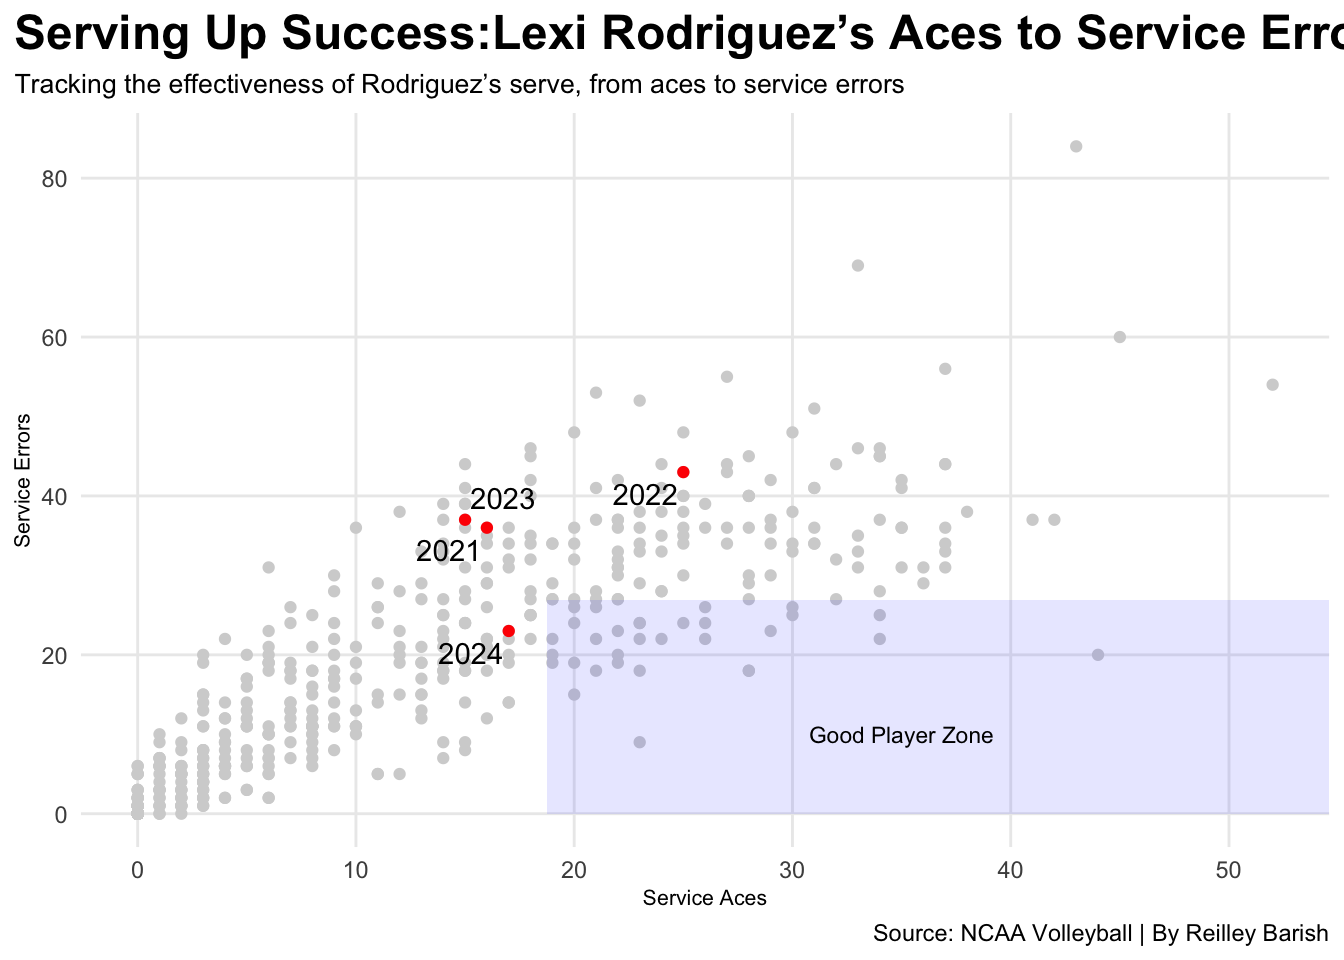 Serving Up Success:Lexi Rodriguez’s Aces to Service Erro
Tracking the effectiveness of Rodriguez’s serve, from aces to service errors
80
60
40
20
0
Service Errors
2023
2022
2021
2024
Good Player Zone
0 10 20 30 40 50
Service Aces
Source: NCAA Volleyball | By Reilley Barish